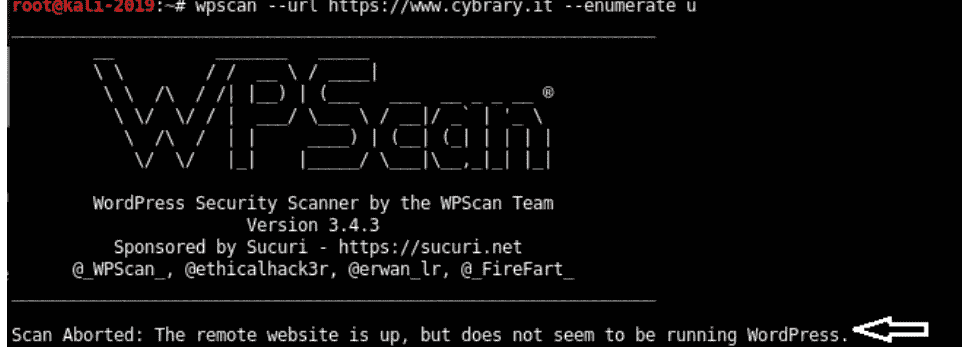 root@kali-2019:~# wpscan --url https://www.cybrary.it --enumerate u
WPScan ®
WordPress Security Scanner by the WPScan Team
Version 3.4.3
Sponsored by Sucuri - https://sucuri.net
@_WPScan_, @ethicalhack3r, @erwan_lr, @_FireFart_
Scan Aborted: The remote website is up, but does not seem to be running WordPress.